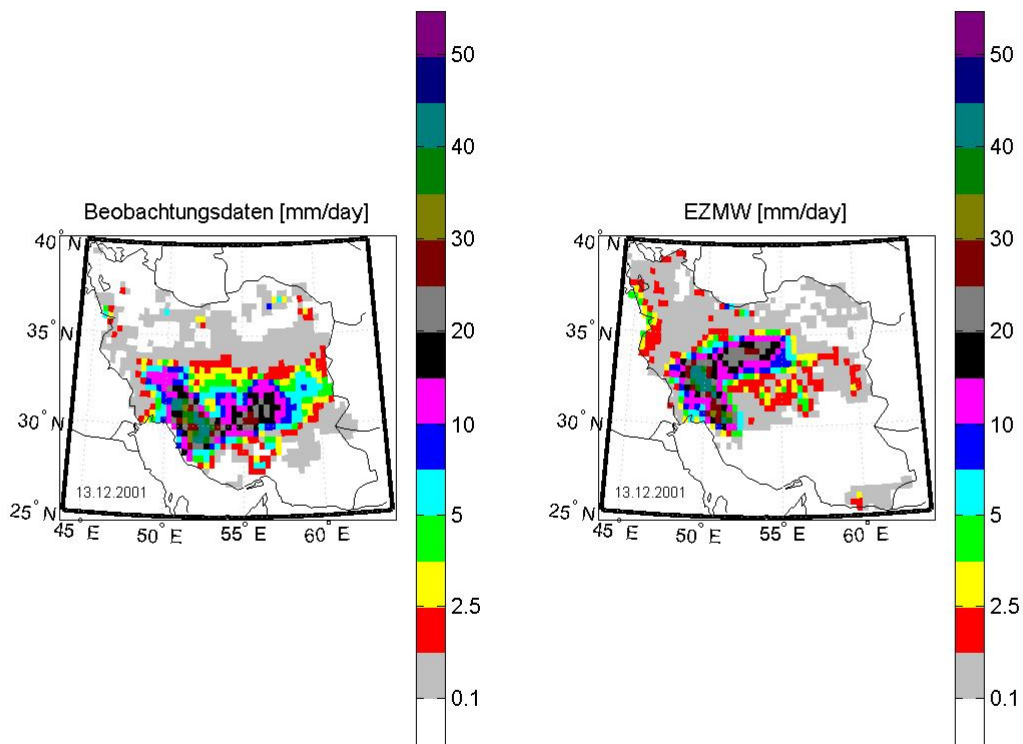 Beobachtungsdaten [mm/day]
40° N
35° N
30° N
25° N
45° E
50° E
55° E
60° E
13.12.2001
50
40
30
20
10
5
2.5
0.1
EZMW [mm/day]
40° N
35° N
30° N
25° N
45° E
50° E
55° E
60° E
13.12.2001
50
40
30
20
10
5
2.5
0.1